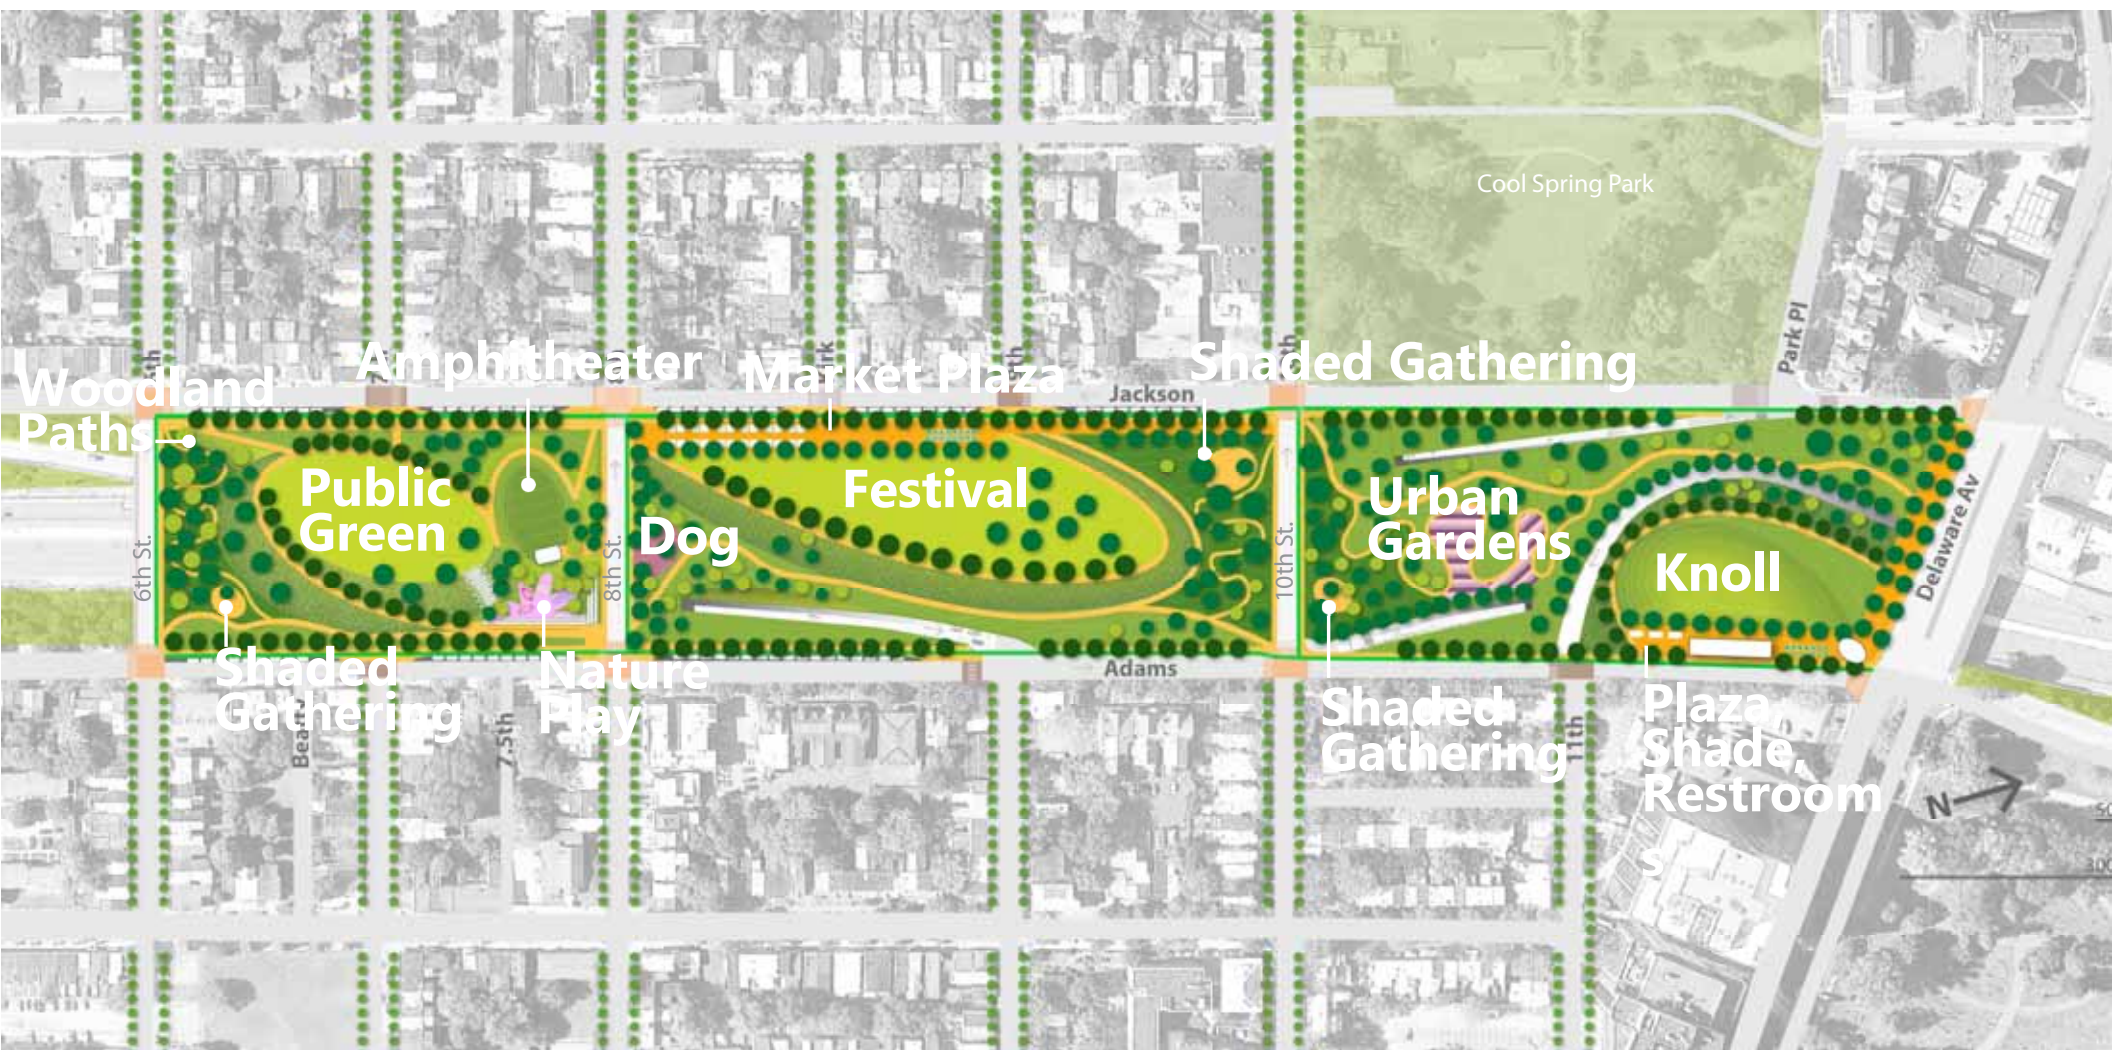 Cool Spring Park
Park Pl
Amphitheater
Market Plaza
Shaded Gathering
Woodland
Paths
Jackson
Public
Green
Festival
Dog
Urban
Gardens
Knoll
6th St.
8th St.
10th St.
Delaware Av
Adams
Shaded
Gathering
Nature
Play
Shaded
Gathering
Plaza,
Shade,
Restroom
s
7.5th
11th
N